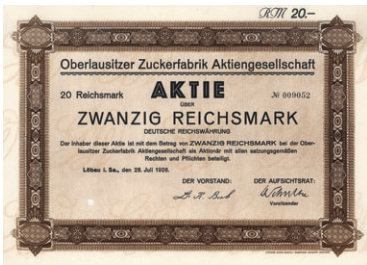 RM 20.–
Oberlausitzer Zuckerfabrik Aktiengesellschaft
20 Reichsmark AKTIE № 009052
ÜBER
ZWANZIG REICHSMARK
DEUTSCHE REICHSWÄHRUNG
Der Inhaber dieser Aktie ist mit dem Betrag von ZWANZIG REICHSMARK bei der Ober-
lausitzer Zuckerfabrik Aktiengesellschaft als Aktionär mit allen satzungsgemäßen
Rechten und Pflichten beteiligt.
Löbau i. Sa., den 28. Juli 1926.
DER VORSTAND: DER AUFSICHTSRAT:
Vorsitzender